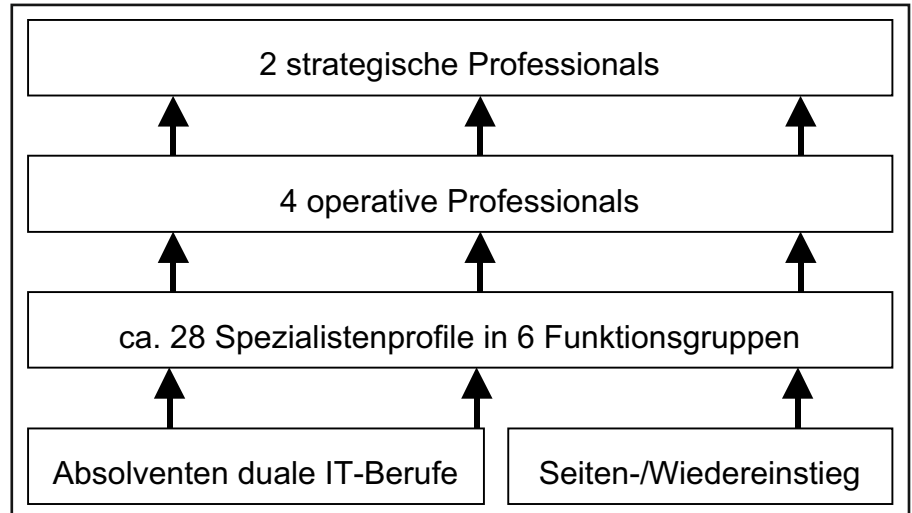 2 strategische Professionals
4 operative Professionals
ca. 28 Spezialistenprofile in 6 Funktionsgruppen
Absolventen duale IT-Berufe
Seiten-/Wiedereinstieg